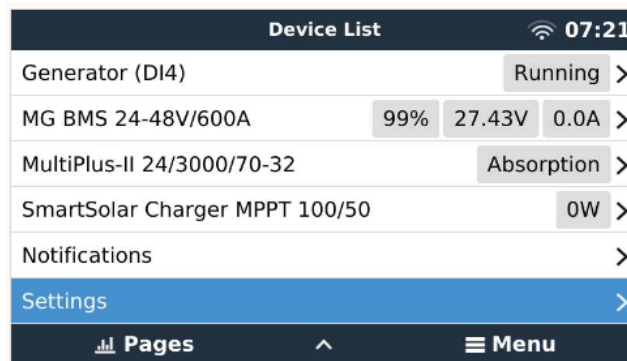 Device List 07:21
Generator (DI4) Running
MG BMS 24-48V/600A 99% 27.43V 0.0A
MultiPlus-II 24/3000/70-32 Absorption
SmartSolar Charger MPPT 100/50 0W
Notifications
Settings
Pages Menu